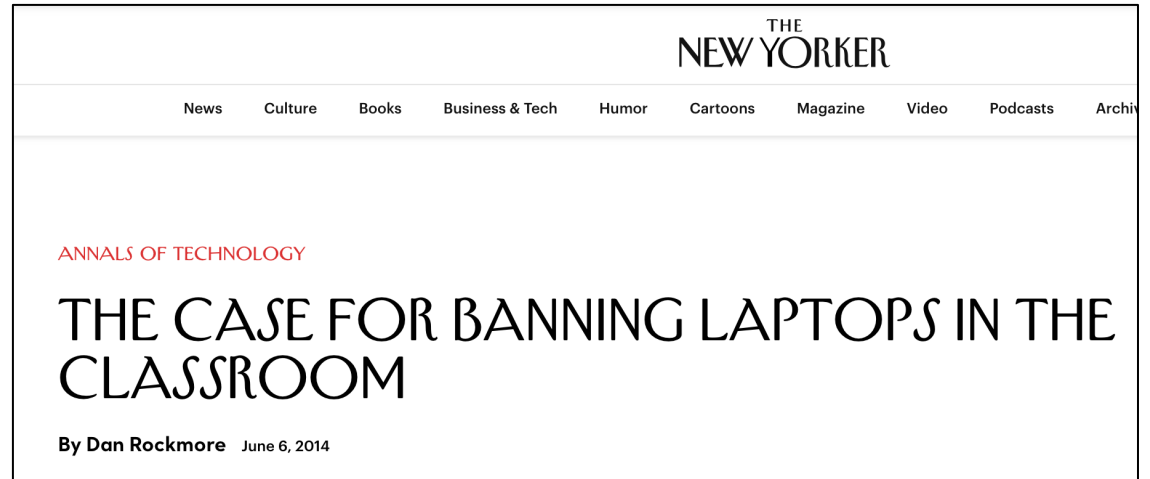 THE
NEW YORKER
News Culture Books Business & Tech Humor Cartoons Magazine Video Podcasts
ANNALS OF TECHNOLOGY
THE CASE FOR BANNING LAPTOPS IN THE
CLASSROOM
By Dan Rockmore June 6, 2014